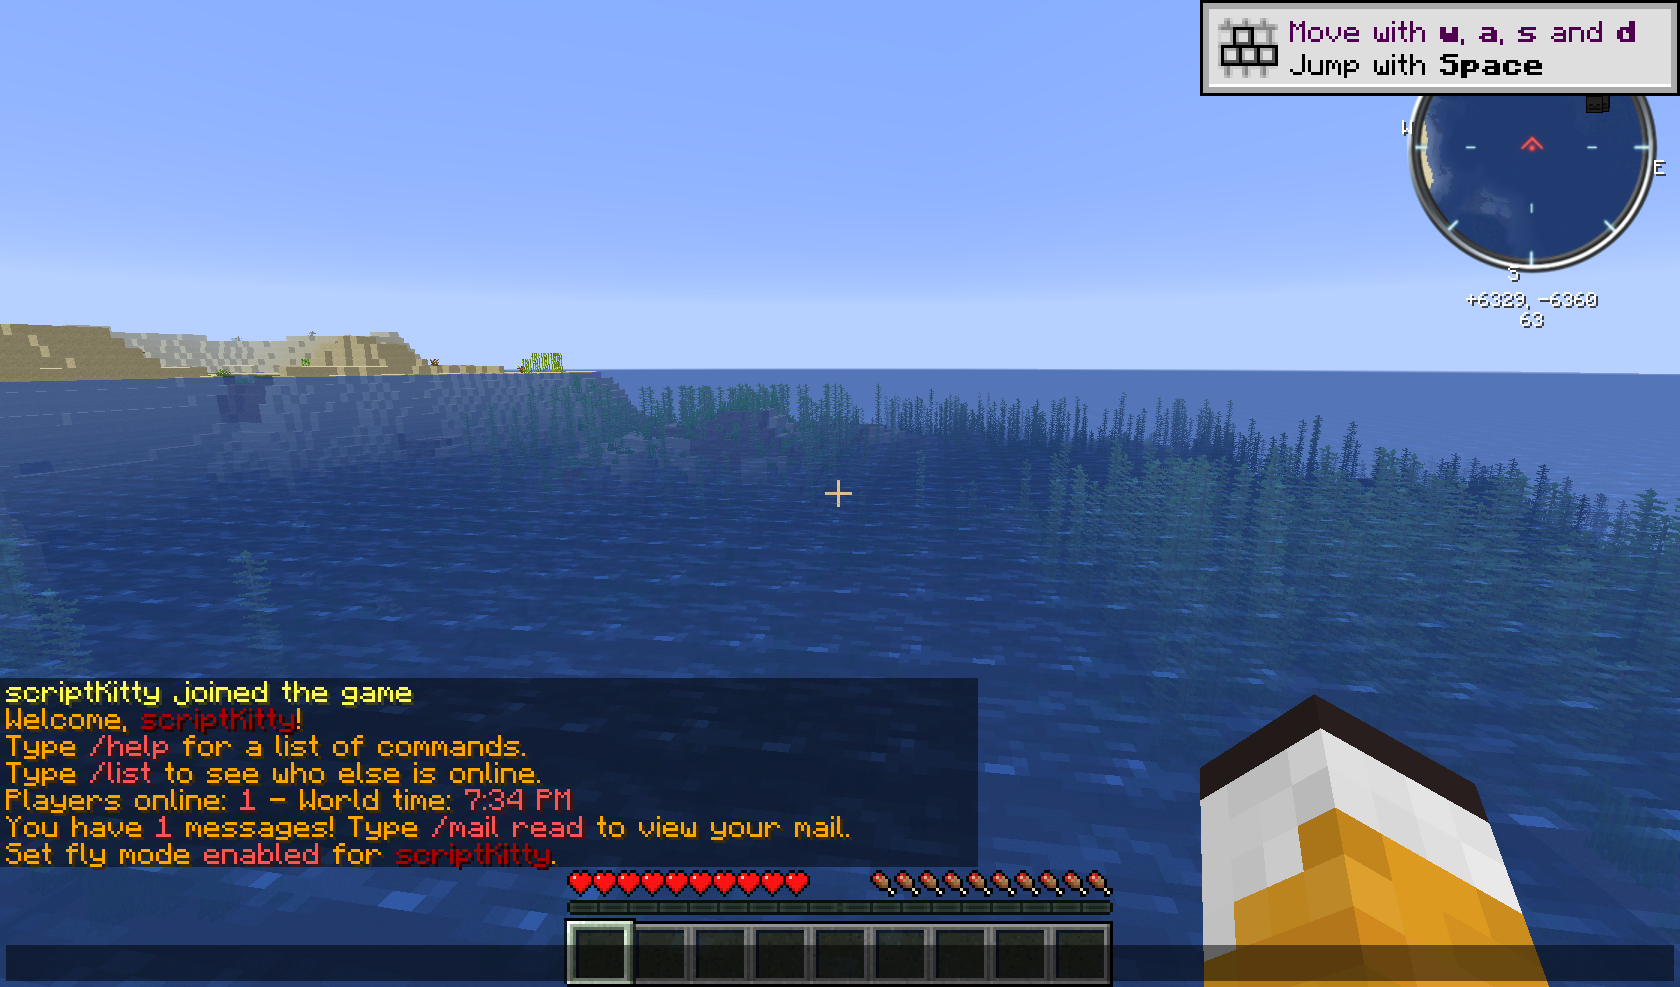 Move with w, a, s and d
Jump with Space
W
E
S
+6329, -6360
63
scriptKitty joined the game
Welcome, scriptKitty!
Type /help for a list of commands.
Type /list to see who else is online.
Players online: 1 - World time: 7:34 PM
You have 1 messages! Type /mail read to view your mail.
Set fly mode enabled for scriptKitty.